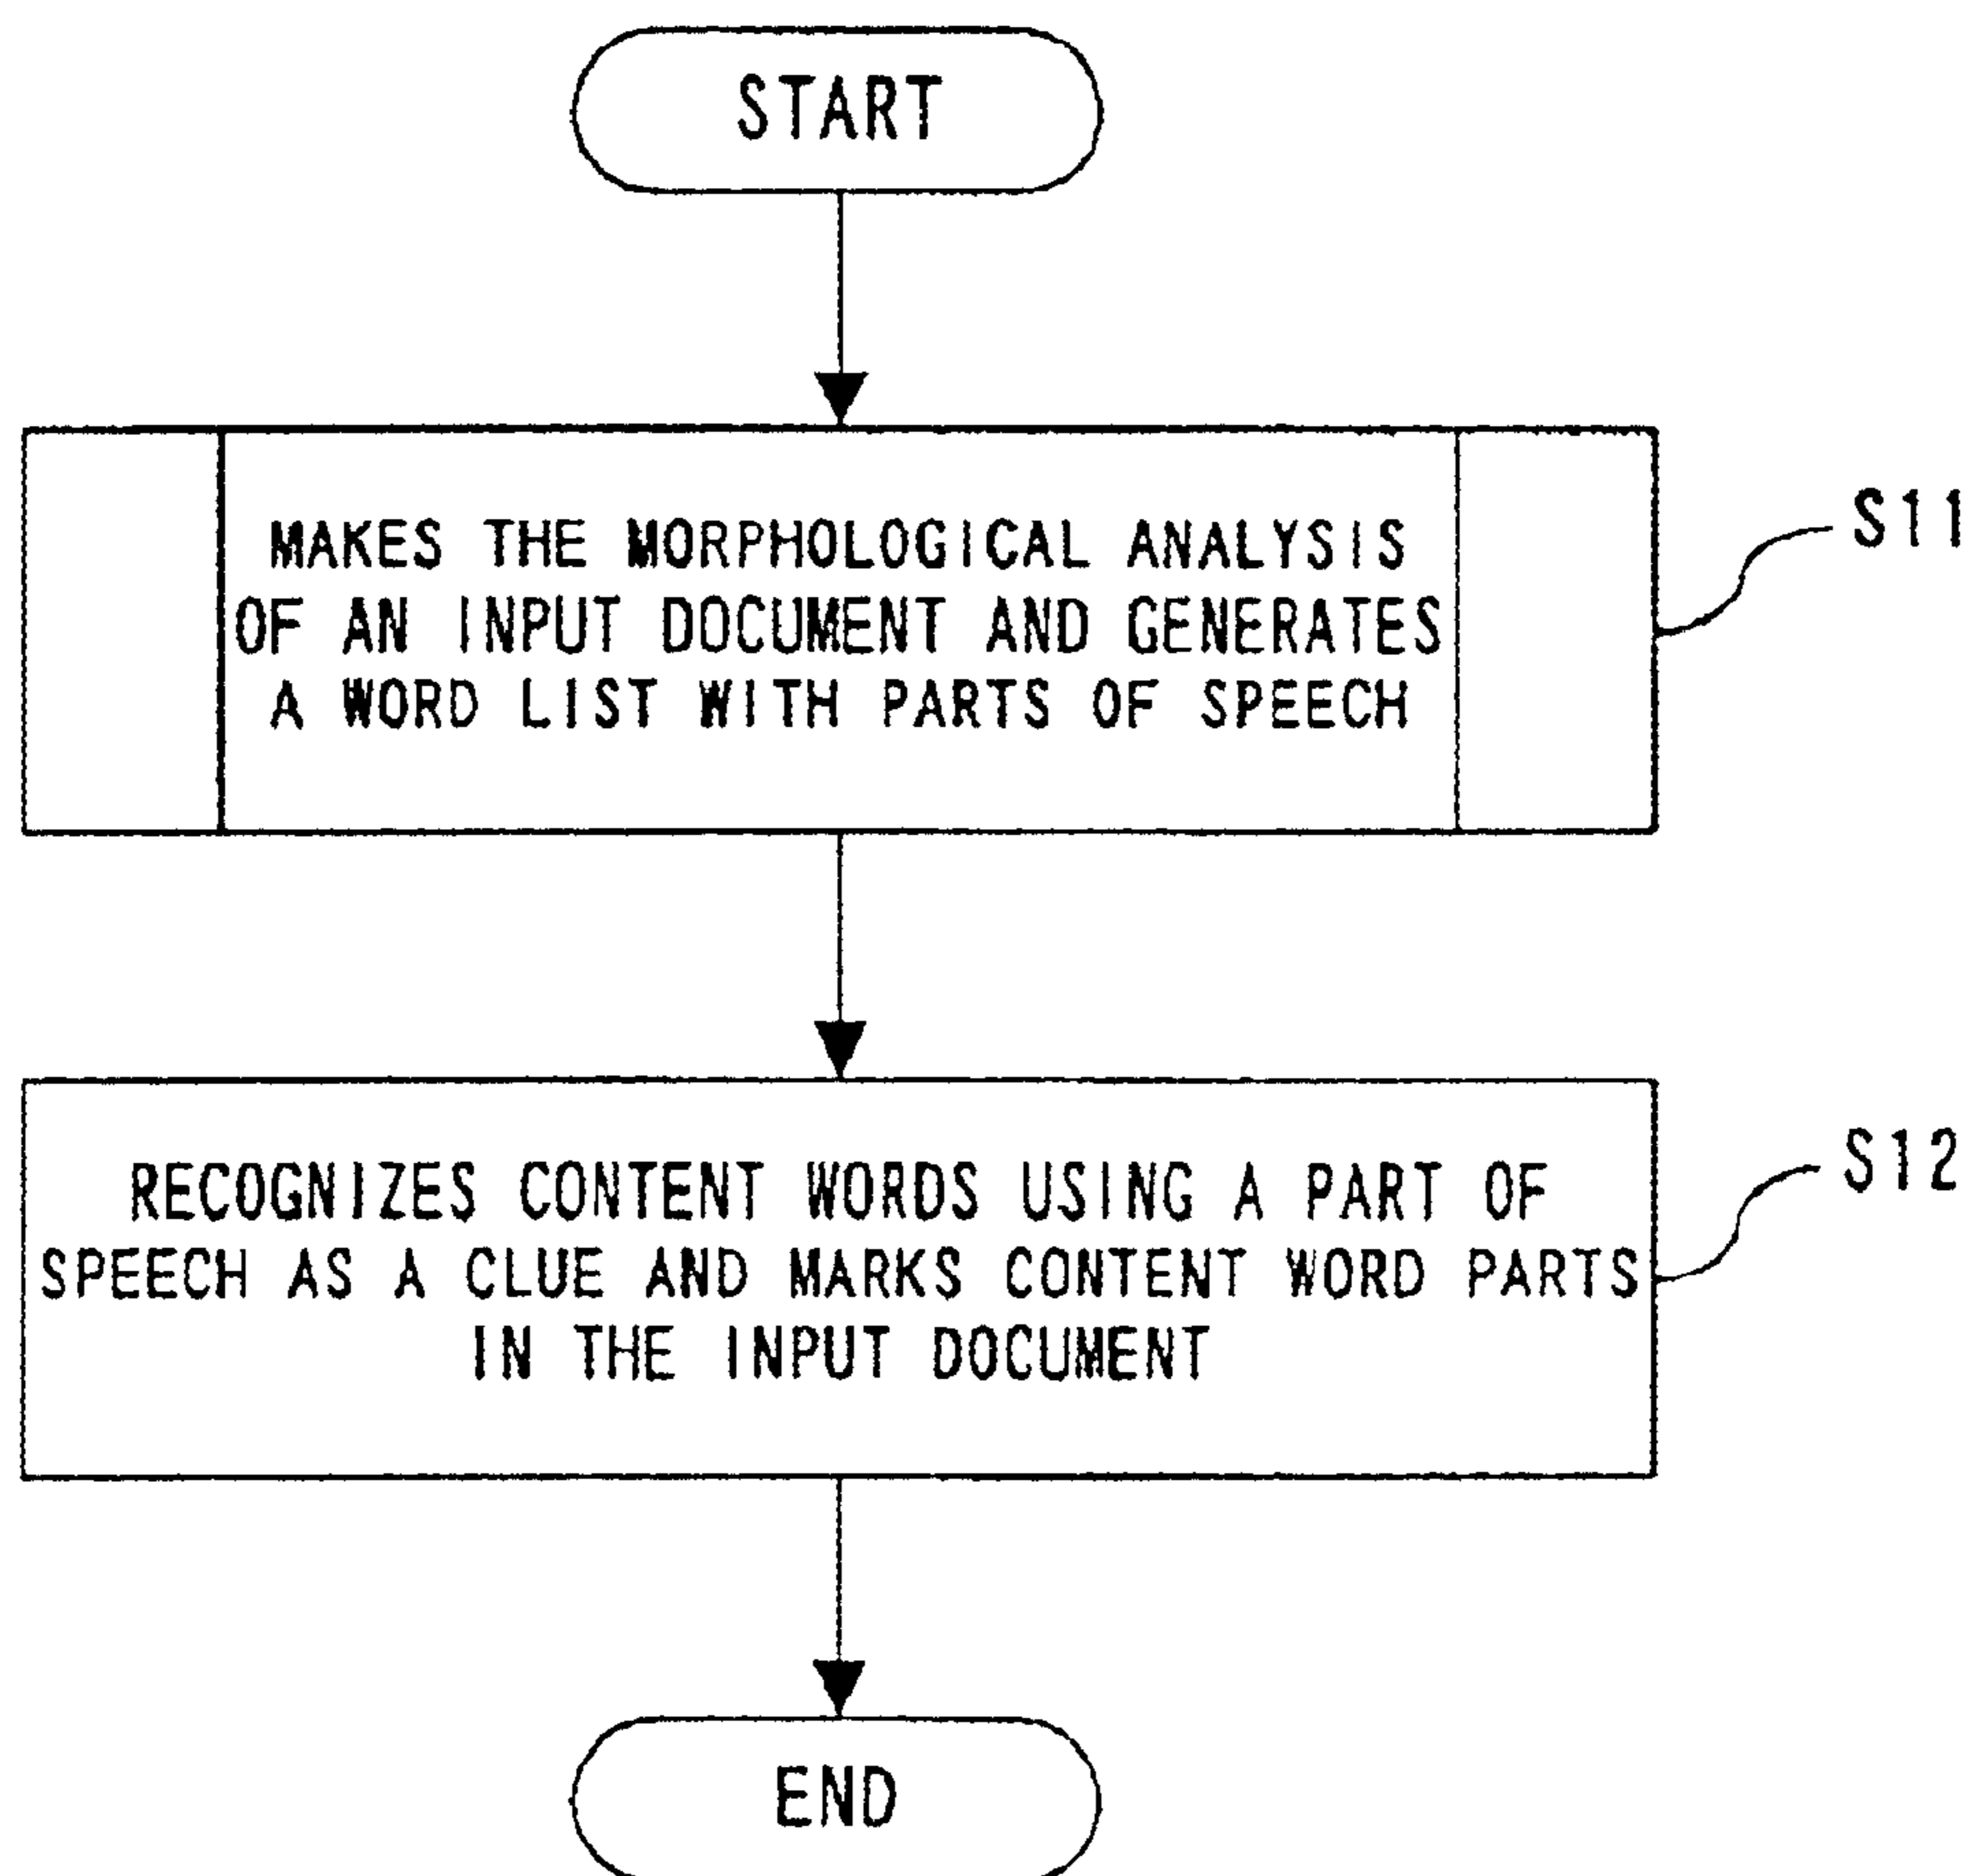 START
MAKES THE MORPHOLOGICAL ANALYSIS
OF AN INPUT DOCUMENT AND GENERATES
A WORD LIST WITH PARTS OF SPEECH
S11
RECOGNIZES CONTENT WORDS USING A PART OF
SPEECH AS A CLUE AND MARKS CONTENT WORD PARTS
IN THE INPUT DOCUMENT
S12
END